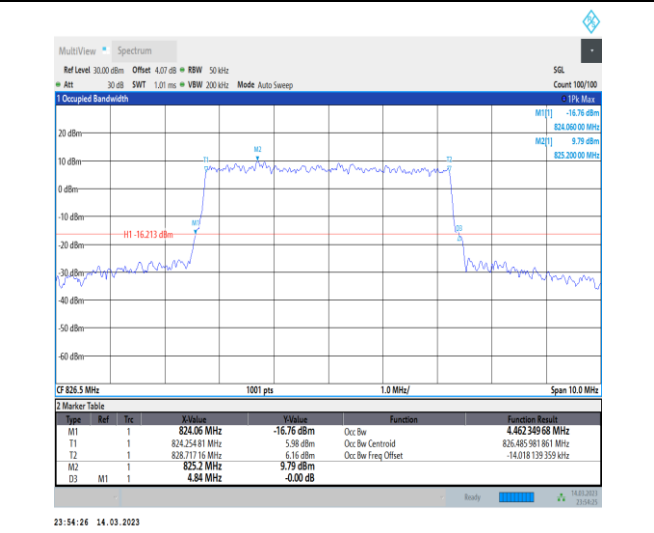 MultiView Spectrum
Ref Level 30.00 dBm Offset 4.07 dB RBW 50 kHz SGL
Att 30 dB SWT 1.01 ms VBW 200 kHz Mode Auto Sweep Count 100/100
1 Occupied Bandwidth 1Pk Max
M1[1] -16.76 dBm
824.060 00 MHz
M2[1] 9.79 dBm
825.200 00 MHz
20 dBm
M2
T1
T2
10 dBm
0 dBm
-10 dBm
M1
D3
H1 -16.213 dBm
-20 dBm
-30 dBm
-40 dBm
-50 dBm
-60 dBm
CF 826.5 MHz 1001 pts 1.0 MHz/ Span 10.0 MHz
2 Marker Table
Type Ref Trc X-Value Y-Value Function Function Result
M1 1 824.06 MHz -16.76 dBm Occ Bw 4.462 349 68 MHz
T1 1 824.254 81 MHz 5.98 dBm Occ Bw Centroid 826.485 981 861 MHz
T2 1 828.717 16 MHz 6.16 dBm Occ Bw Freq Offset -14.018 139 359 kHz
M2 1 825.2 MHz 9.79 dBm
D3 M1 1 4.84 MHz -0.00 dB
Ready 14.03.2023
23:54:25
23:54:26 14.03.2023